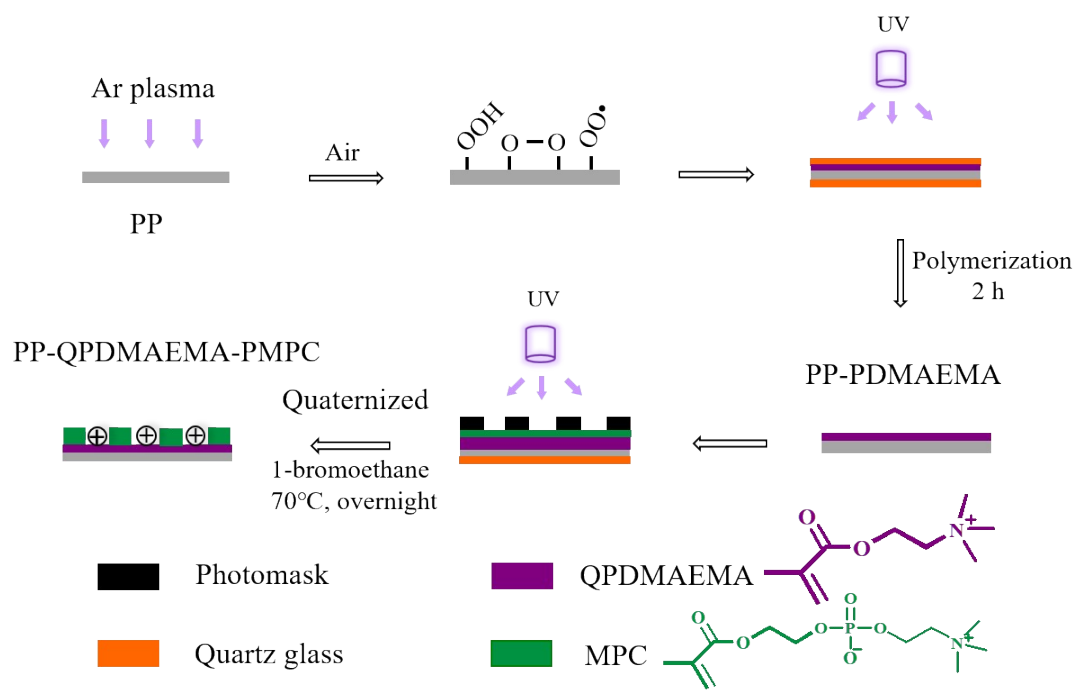 UV
Ar plasma
Air
OOH
O
O
OO•
PP
Polymerization
2 h
UV
PP-QPDMAEMA-PMPC
PP-PDMAEMA
Quaternized
1-bromoethane
70°C, overnight
Photomask
QPDMAEMA
O
O
N
+
Quartz glass
MPC
O
O
O
P
O
O⁻
O
N
+